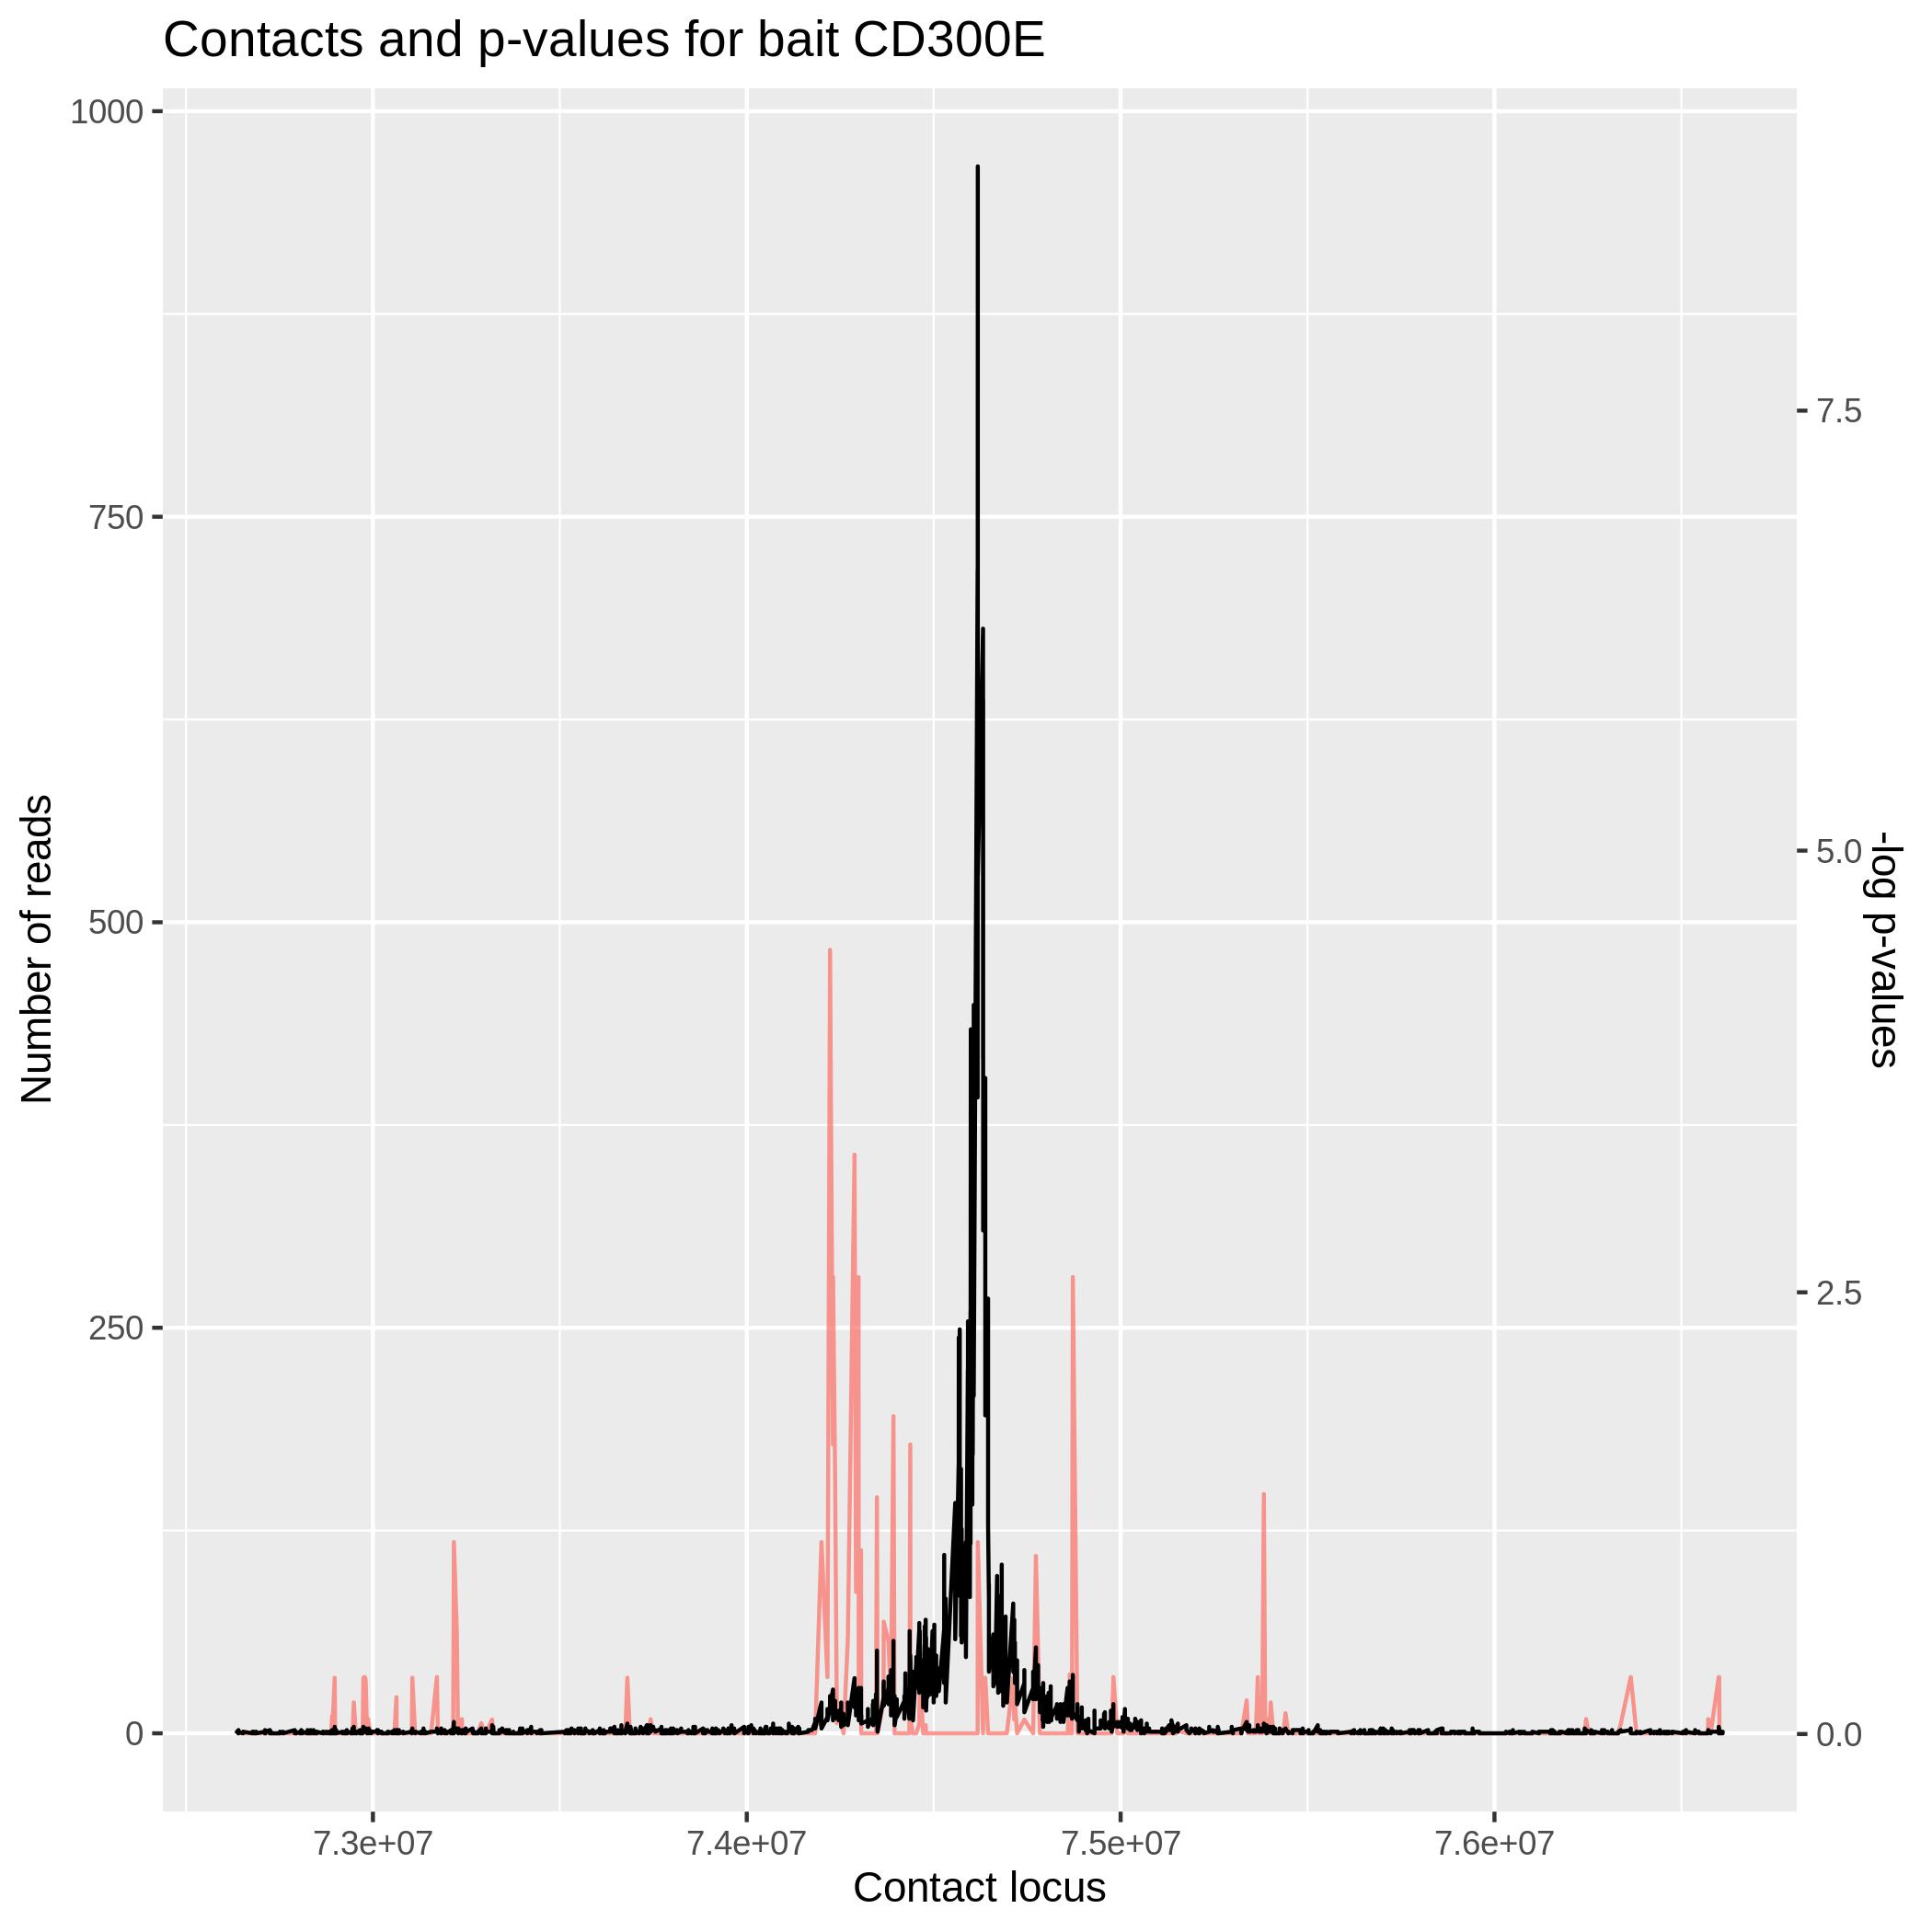 Contacts and p-values for bait CD300E
1000
750
500
250
0
Number of reads
7.5
5.0
2.5
0.0
-log p-values
7.3e+07
7.4e+07
7.5e+07
7.6e+07
Contact locus